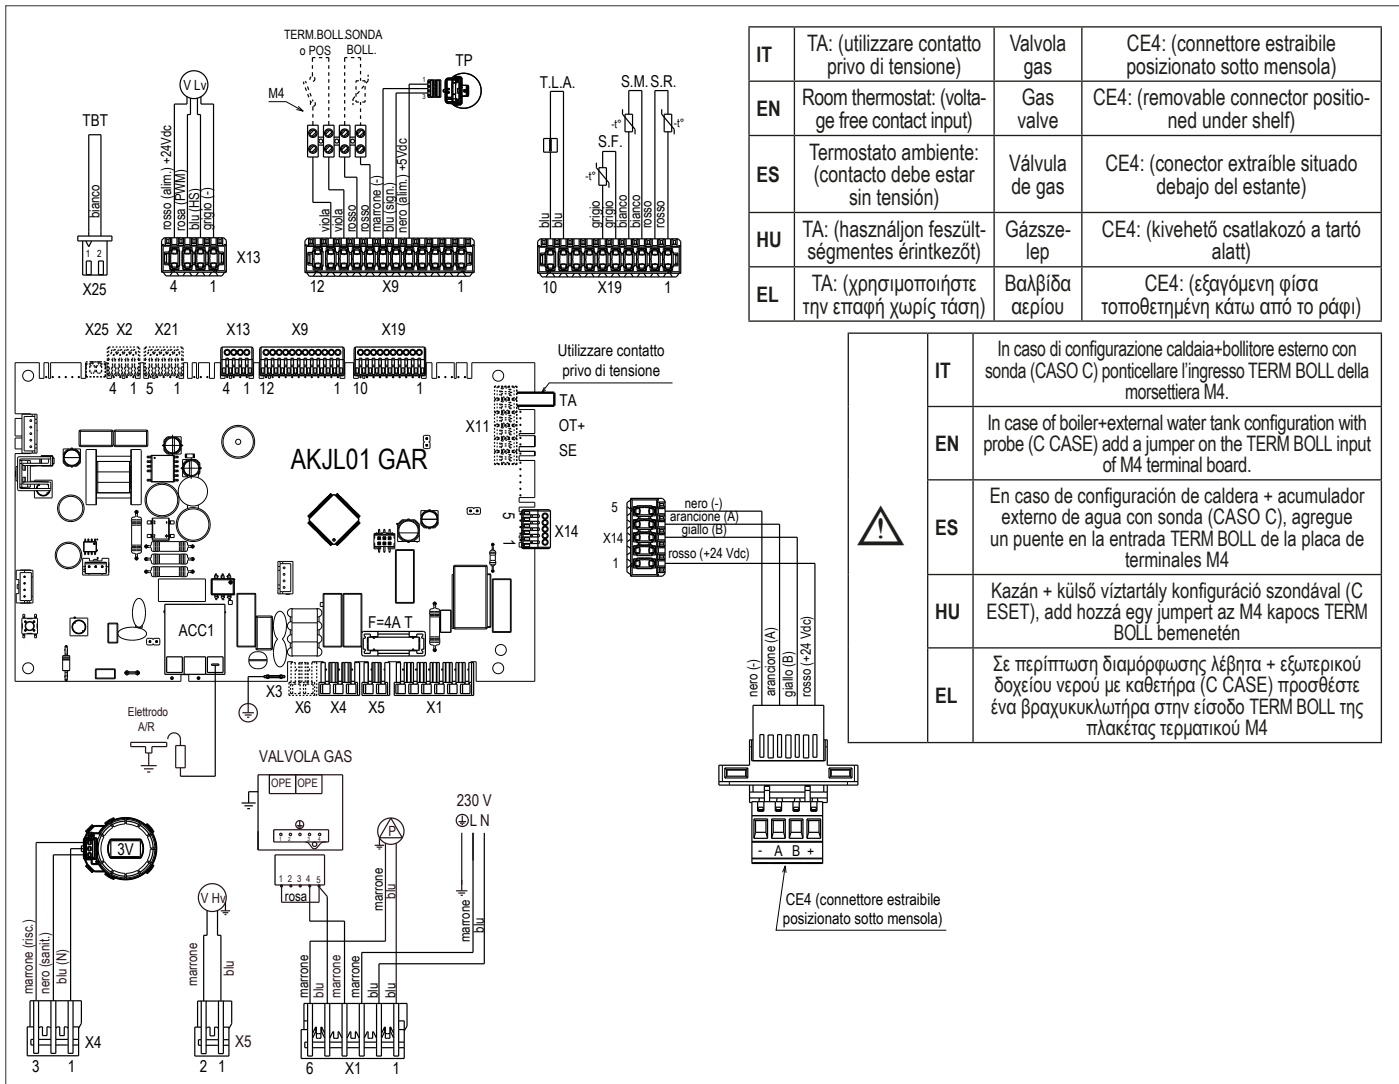 TERM.BOLL.
o POS
SONDA
BOLL.
M4
TP
1
3
V Lv
TBT
bianco
1 2
X25
rosso (alim.) +24Vdc
rosa (PWM)
blu (HS)
grigio (-)
4 1
X13
viola
viola
rosso
rosso
marrone (-)
blu (sign.)
nero (alim.) +5Vdc
12 X9 1
T.L.A.
S.F.
S.M.
S.R.
-t°
-t°
-t°
blu
blu
grigio
grigio
bianco
bianco
rosso
rosso
10 X19 1
IT
TA: (utilizzare contatto
privo di tensione)
Valvola
gas
CE4: (connettore estraibile
posizionato sotto mensola)
EN
Room thermostat: (volta-
ge free contact input)
Gas
valve
CE4: (removable connector positio-
ned under shelf)
ES
Termostato ambiente:
(contacto debe estar
sin tensión)
Válvula
de gas
CE4: (conector extraíble situado
debajo del estante)
HU
TA: (használjon feszült-
ségmentes érintkezőt)
Gázsze-
lep
CE4: (kivehető csatlakozó a tartó
alatt)
EL
TA: (χρησιμοποιήστε
την επαφή χωρίς τάση)
Βαλβίδα
αερίου
CE4: (εξαγόμενη φίσα
τοποθετημένη κάτω από το ράφι)
X25 X2 X21 X13 X9 X19
4 1 5 1 4 1 12 1 10 1
Utilizzare contatto
privo di tensione
TA
X11
OT+
SE
AKJL01 GAR
5
X14
1
ACC1
F=4A T
X3
X6 X4 X5 X1
5
X14
1
nero (-)
arancione (A)
giallo (B)
rosso (+24 Vdc)
nero (-)
arancione (A)
giallo (B)
rosso (+24 Vdc)
- A B +
CE4 (connettore estraibile
posizionato sotto mensola)
IT
In caso di configurazione caldaia+bollitore esterno con
sonda (CASO C) ponticellare l'ingresso TERM BOLL della
morsettiera M4.
EN
In case of boiler+external water tank configuration with
probe (C CASE) add a jumper on the TERM BOLL input
of M4 terminal board.
ES
En caso de configuración de caldera + acumulador
externo de agua con sonda (CASO C), agregue
un puente en la entrada TERM BOLL de la placa de
terminales M4
HU
Kazán + külső víztartály konfiguráció szondával (C
ESET), add hozzá egy jumpert az M4 kapocs TERM
BOLL bemenetén
EL
Σε περίπτωση διαμόρφωσης λέβητα + εξωτερικού
δοχείου νερού με καθετήρα (C CASE) προσθέστε
ένα βραχυκυκλωτήρα στην είσοδο TERM BOLL της
πλακέτας τερματικού M4
Elettrodo
A/R
VALVOLA GAS
OPE OPE
1 2 3 4 5
rosa
P
230 V
L N
marrone
blu
marrone
blu
3V
marrone (risc.)
nero (sanit.)
blu (N)
X4
3 1
V Hv
marrone
blu
X5
2 1
marrone
blu
marrone
marrone
blu
blu
6 X1 1